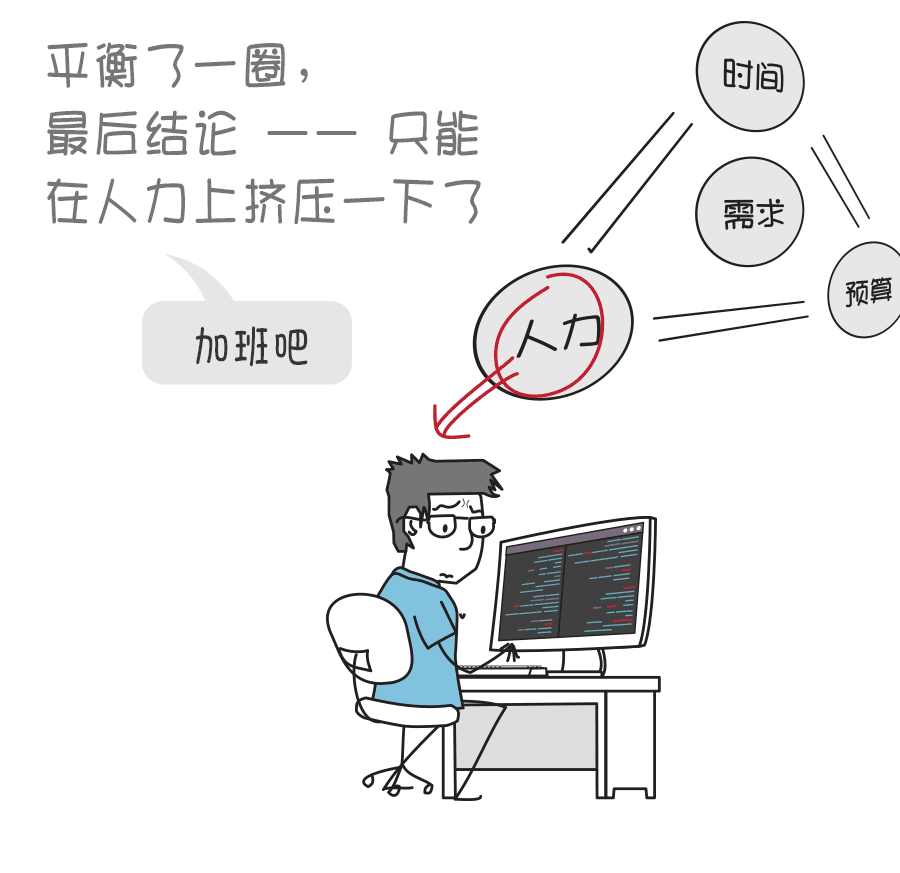 平衡了一圈，
最后结论 —— 只能
在人力上挤压一下了
加班吧
时间
需求
预算
人力